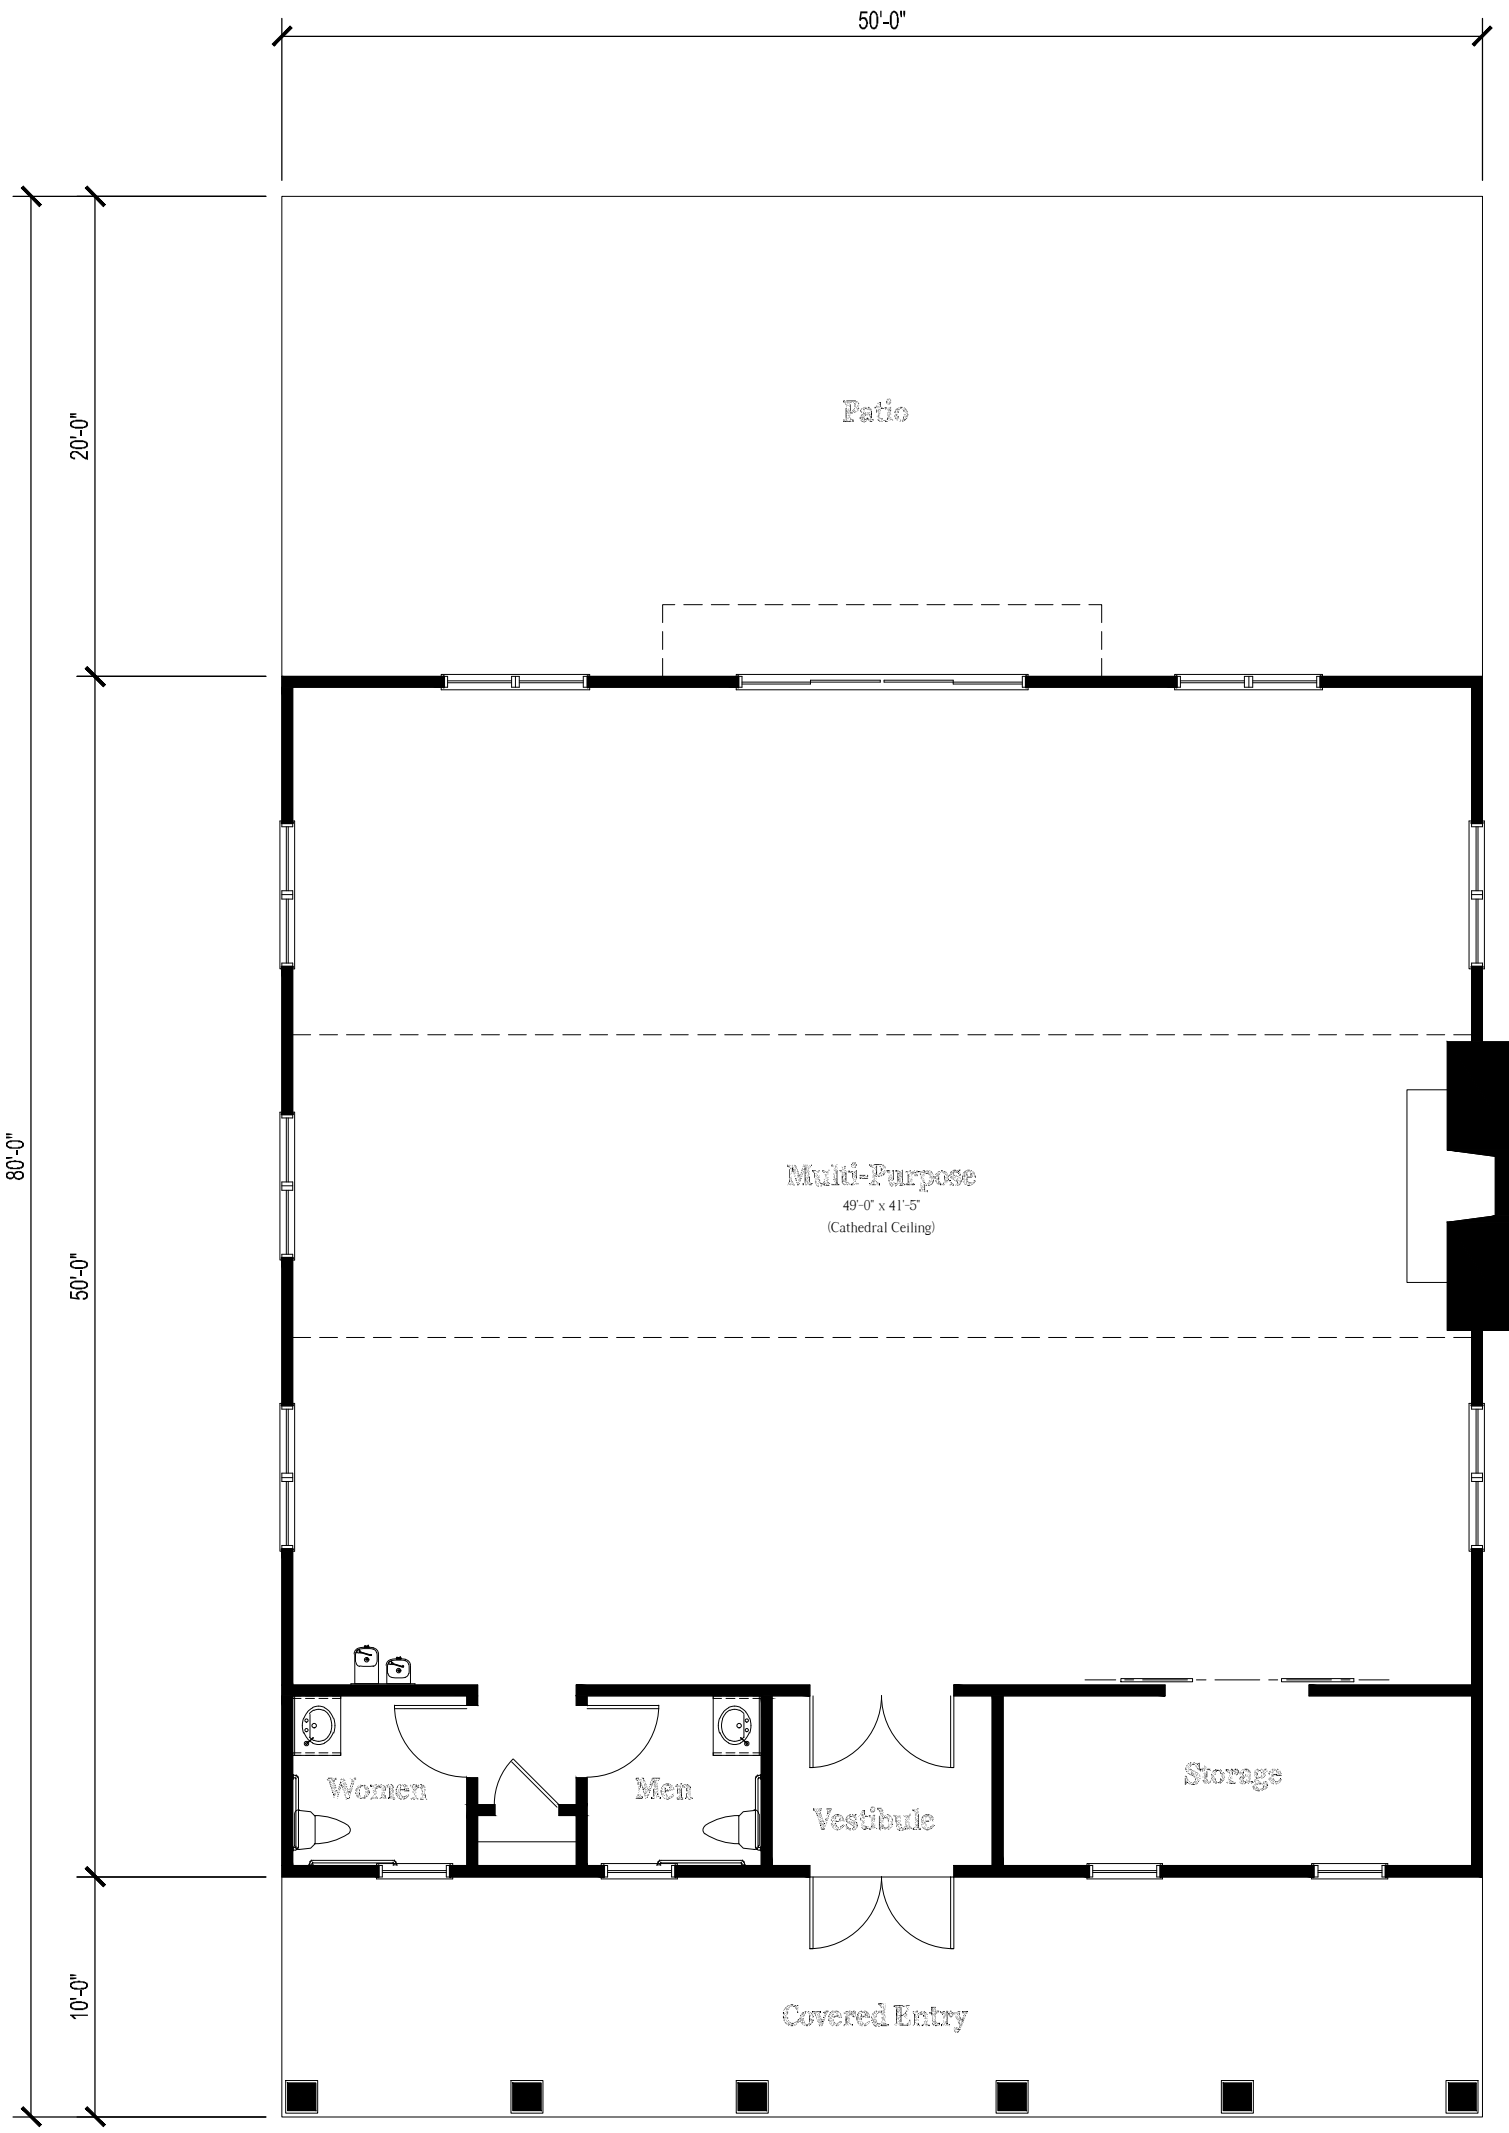 50'-0"
Patio
20'-0"
80'-0"
50'-0"
Multi-Purpose
49'-0" x 41'-5"
(Cathedral Ceiling)
Women
Men
Vestibule
Storage
10'-0"
Covered Entry